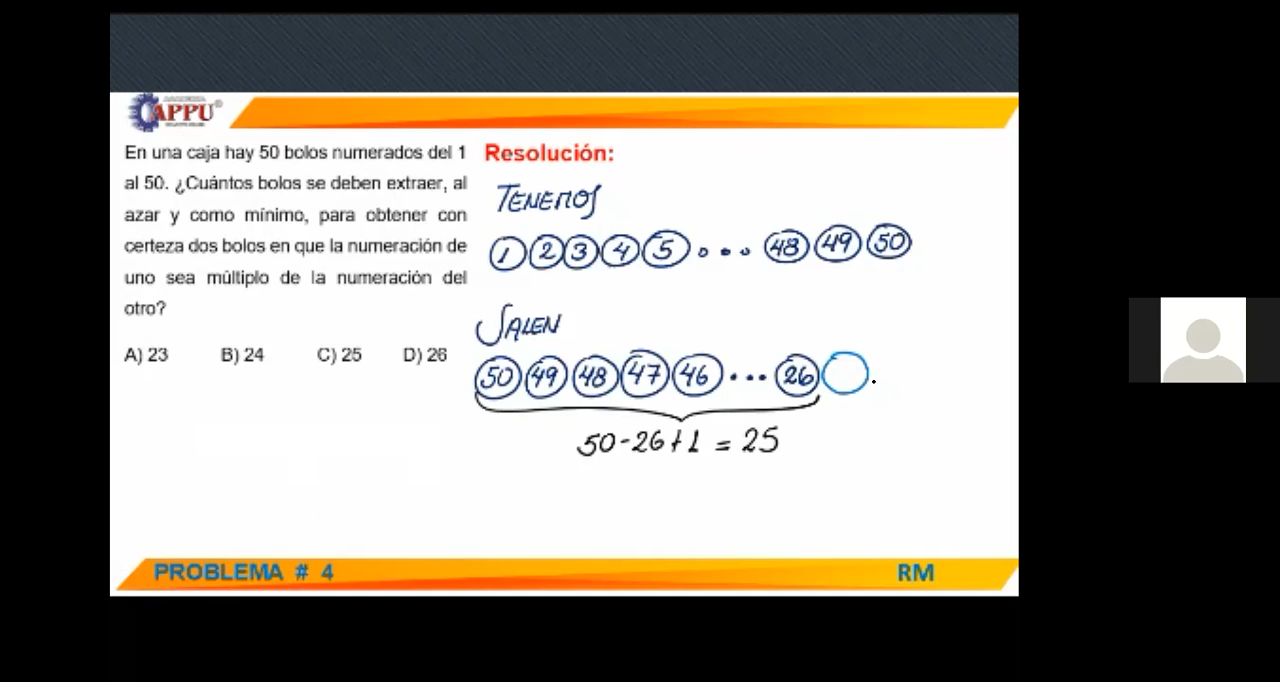 APPU
En una caja hay 50 bolos numerados del 1
al 50. ¿Cuántos bolos se deben extraer, al
azar y como mínimo, para obtener con
certeza dos bolos en que la numeración de
uno sea múltiplo de la numeración del
otro?
A) 23 B) 24 C) 25 D) 26
Resolución:
TENEMOS
1 2 3 4 5 ... 48 49 50
SALEN
50 49 48 47 46 ... 26 .
50-26+1 = 25
PROBLEMA # 4
RM